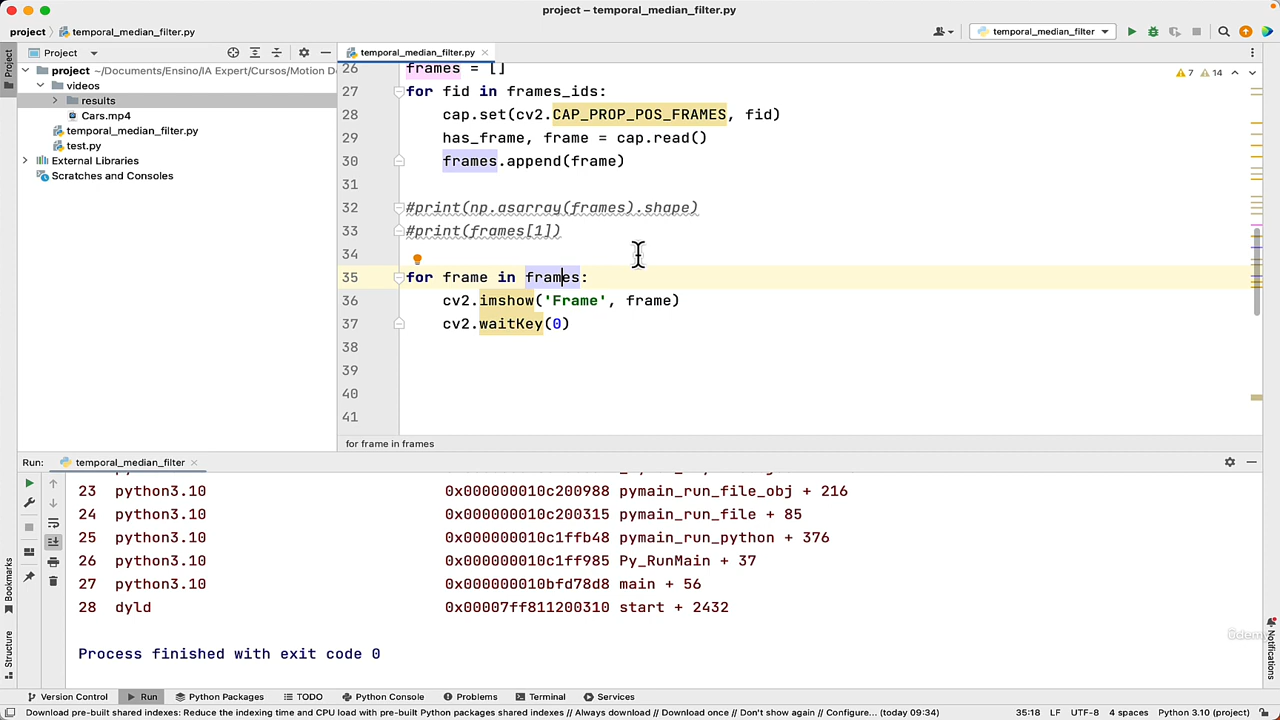 project – temporal_median_filter.py
project
temporal_median_filter.py
temporal_median_filter
Project
Project
temporal_median_filter.py
7
14
project ~/Documents/Ensino/IA Expert/Cursos/Motion D
videos
results
Cars.mp4
temporal_median_filter.py
test.py
External Libraries
Scratches and Consoles
26 frames = []
27 for fid in frames_ids:
28 cap.set(cv2.CAP_PROP_POS_FRAMES, fid)
29 has_frame, frame = cap.read()
30 frames.append(frame)
31
32 #print(np.asarray(frames).shape)
33 #print(frames[1])
34
35 for frame in frames:
36 cv2.imshow('Frame', frame)
37 cv2.waitKey(0)
38
39
40
41
for frame in frames
Run: temporal_median_filter
23 python3.10 0x000000010c200988 pymain_run_file_obj + 216
24 python3.10 0x000000010c200315 pymain_run_file + 85
25 python3.10 0x000000010c1ffb48 pymain_run_python + 376
26 python3.10 0x000000010c1ff985 Py_RunMain + 37
27 python3.10 0x000000010bfd78d8 main + 56
28 dyld 0x00007ff811200310 start + 2432
Process finished with exit code 0
Bookmarks
Structure
Notifications
Version Control
Run
Python Packages
TODO
Python Console
Problems
Terminal
Services
Download pre-built shared indexes: Reduce the indexing time and CPU load with pre-built Python packages shared indexes // Always download // Download once // Don't show again // Configure... (today 09:34)
35:18 LF UTF-8 4 spaces Python 3.10 (project)